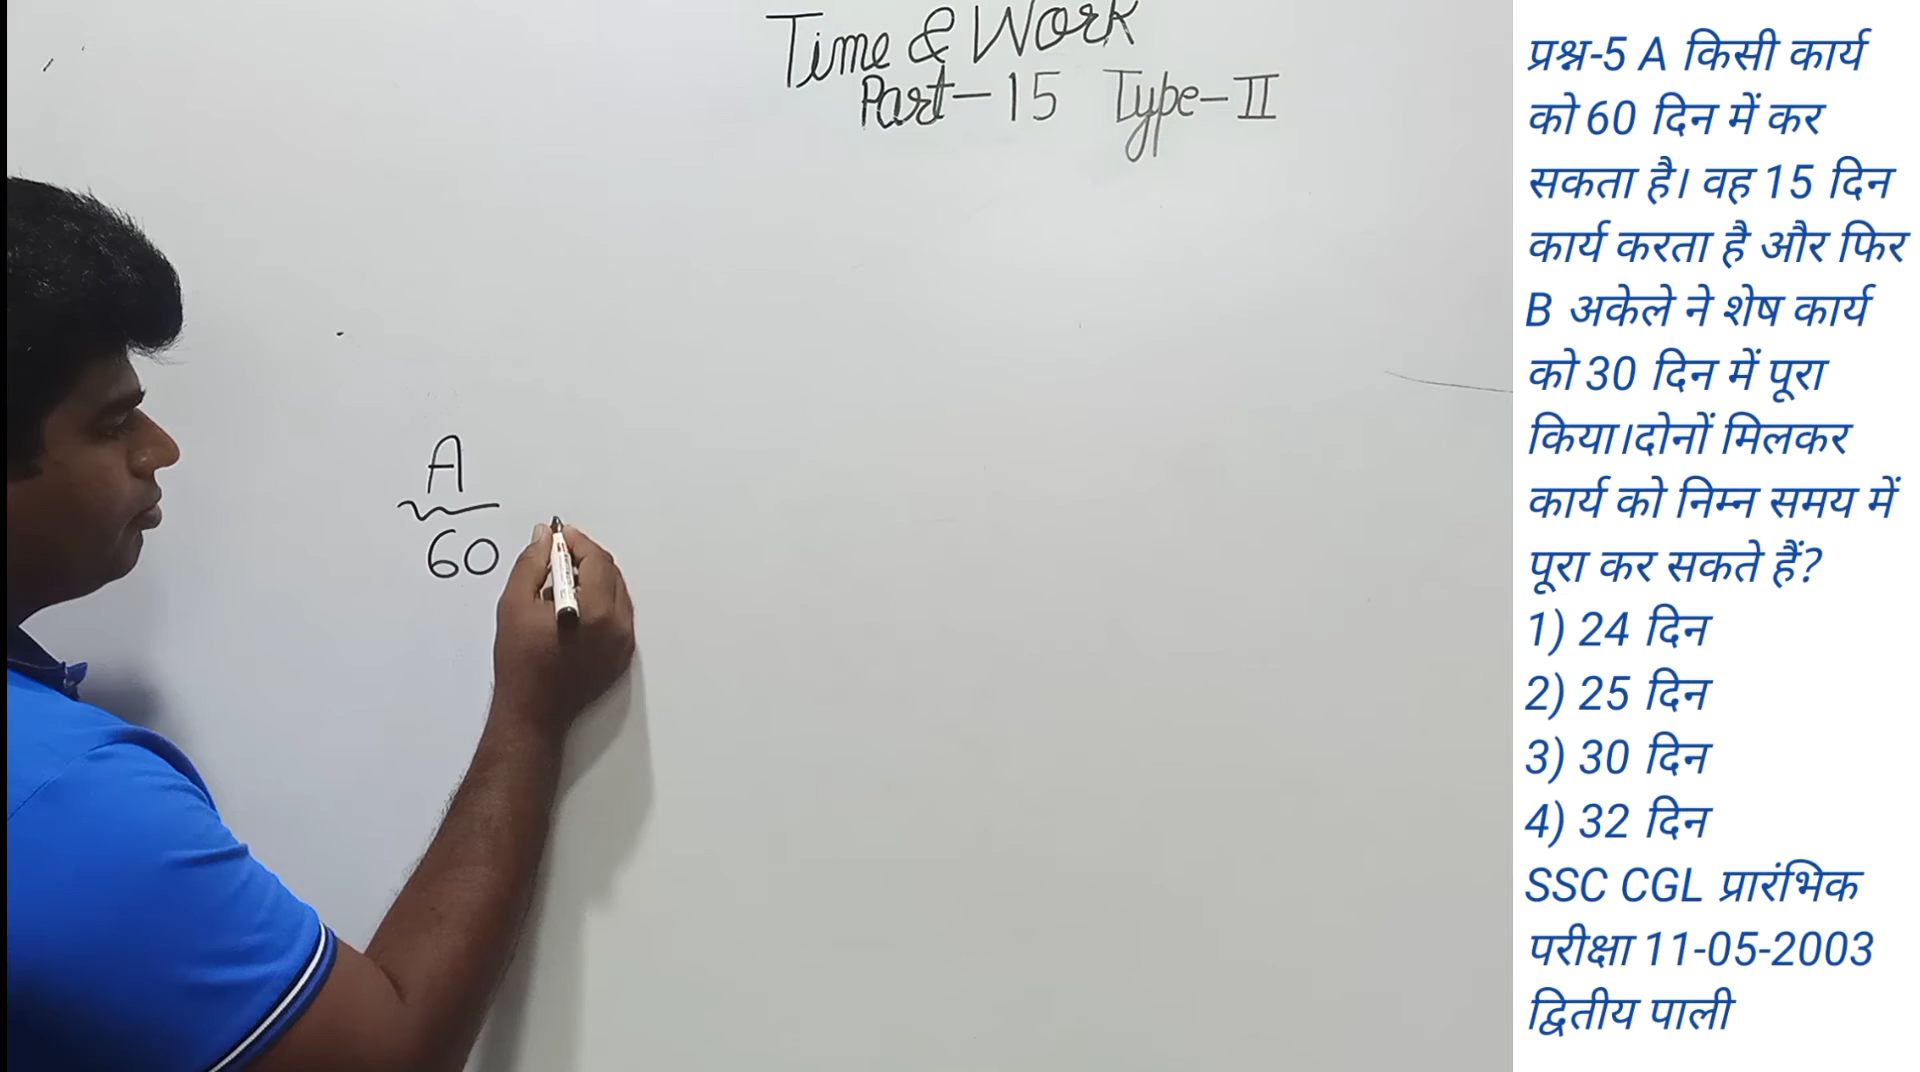 Time & Work
Part-15 Type-II
A
60
प्रश्न-5 A किसी कार्य
को 60 दिन में कर
सकता है। वह 15 दिन
कार्य करता है और फिर
B अकेले ने शेष कार्य
को 30 दिन में पूरा
किया।दोनों मिलकर
कार्य को निम्न समय में
पूरा कर सकते हैं?
1) 24 दिन
2) 25 दिन
3) 30 दिन
4) 32 दिन
SSC CGL प्रारंभिक
परीक्षा 11-05-2003
द्वितीय पाली